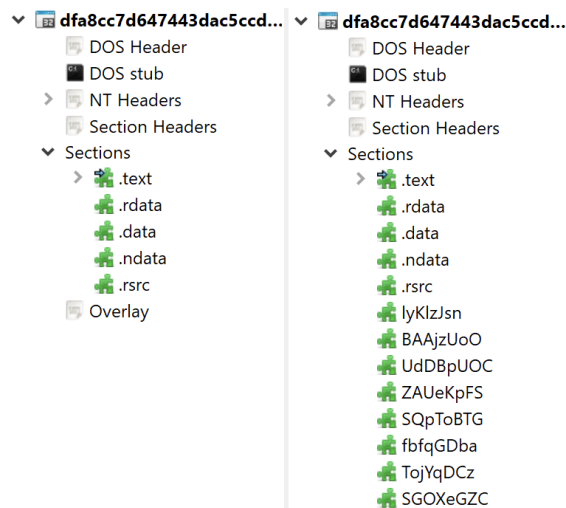 dfa8cc7d647443dac5ccd...
DOS Header
DOS stub
NT Headers
Section Headers
Sections
.text
.rdata
.data
.ndata
.rsrc
Overlay
dfa8cc7d647443dac5ccd...
DOS Header
DOS stub
NT Headers
Section Headers
Sections
.text
.rdata
.data
.ndata
.rsrc
lyKlzJsn
BAAjzUoO
UdDBpUOC
ZAUeKpFS
SQpToBTG
fbfqGDba
TojYqDCz
SGOXeGZC